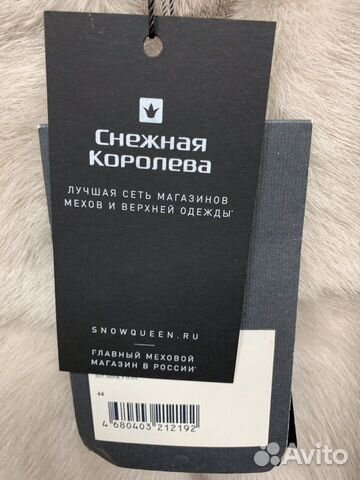 Снежная
Королева
ЛУЧШАЯ СЕТЬ МАГАЗИНОВ
МЕХОВ И ВЕРХНЕЙ ОДЕЖДЫ*
SNOWQUEEN.RU
ГЛАВНЫЙ МЕХОВОЙ
МАГАЗИН В РОССИИ*
44
4 680403 212192
Avito